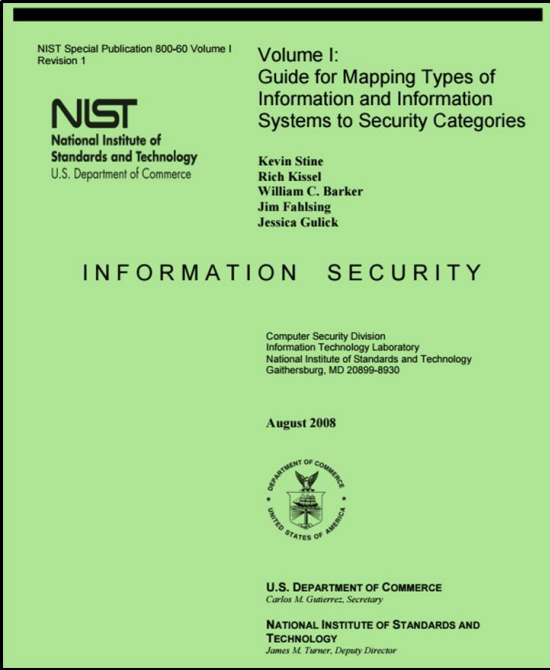 NIST Special Publication 800-60 Volume I
Revision 1
Volume I:
Guide for Mapping Types of
Information and Information
Systems to Security Categories
NIST
National Institute of
Standards and Technology
U.S. Department of Commerce
Kevin Stine
Rich Kissel
William C. Barker
Jim Fahlsing
Jessica Gulick
INFORMATION SECURITY
Computer Security Division
Information Technology Laboratory
National Institute of Standards and Technology
Gaithersburg, MD 20899-8930
August 2008
DEPARTMENT OF COMMERCE
UNITED STATES OF AMERICA
U.S. DEPARTMENT OF COMMERCE
Carlos M. Gutierrez, Secretary
NATIONAL INSTITUTE OF STANDARDS AND
TECHNOLOGY
James M. Turner, Deputy Director